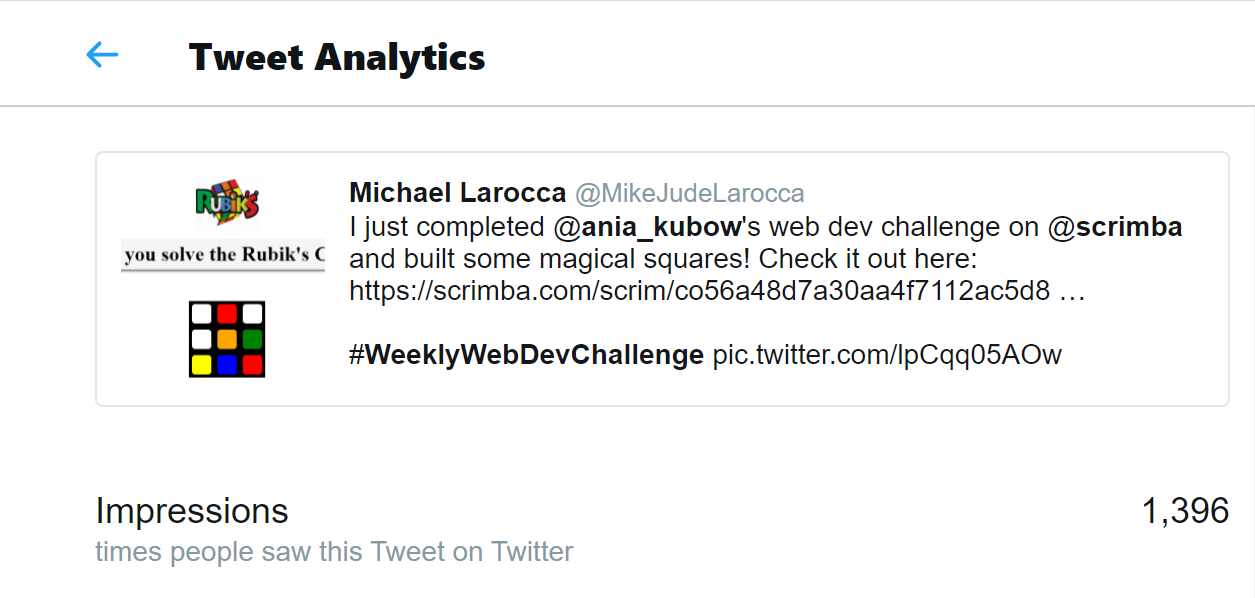 Tweet Analytics
RUBIK'S
you solve the Rubik's C
Michael Larocca @MikeJudeLarocca
I just completed @ania_kubow's web dev challenge on @scrimba
and built some magical squares! Check it out here:
https://scrimba.com/scrim/co56a48d7a30aa4f7112ac5d8 …
#WeeklyWebDevChallenge pic.twitter.com/lpCqq05AOw
Impressions 1,396
times people saw this Tweet on Twitter